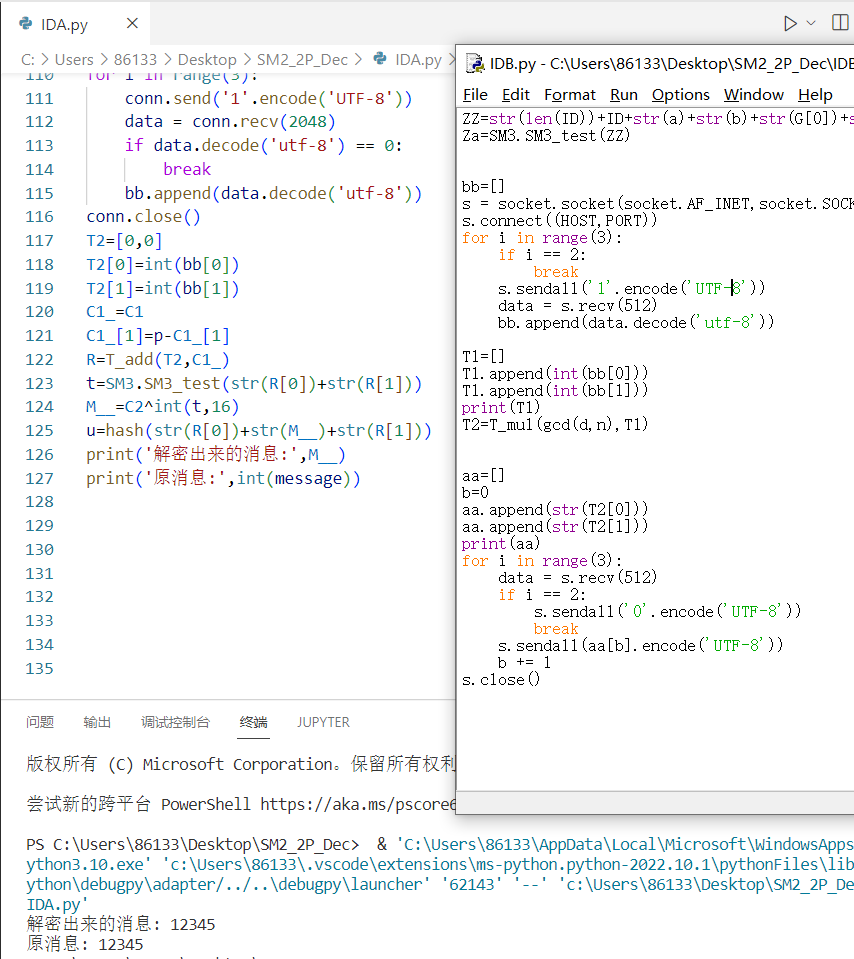 IDA.py
C: > Users > 86133 > Desktop > SM2_2P_Dec > IDA.py >
110 for i in range(3):
111 conn.send('1'.encode('UTF-8'))
112 data = conn.recv(2048)
113 if data.decode('utf-8') == 0:
114 break
115 bb.append(data.decode('utf-8'))
116 conn.close()
117 T2=[0,0]
118 T2[0]=int(bb[0])
119 T2[1]=int(bb[1])
120 C1_=C1
121 C1_[1]=p-C1_[1]
122 R=T_add(T2,C1_)
123 t=SM3.SM3_test(str(R[0])+str(R[1]))
124 M__=C2^int(t,16)
125 u=hash(str(R[0])+str(M__)+str(R[1]))
126 print('解密出来的消息:',M__)
127 print('原消息:',int(message))
128
129
130
131
132
133
134
135
IDB.py - C:\Users\86133\Desktop\SM2_2P_Dec\IDB
File Edit Format Run Options Window Help
ZZ=str(len(ID))+ID+str(a)+str(b)+str(G[0])+s
Za=SM3.SM3_test(ZZ)
bb=[]
s = socket.socket(socket.AF_INET,socket.SOCK
s.connect((HOST,PORT))
for i in range(3):
if i == 2:
break
s.sendall('1'.encode('UTF-8'))
data = s.recv(512)
bb.append(data.decode('utf-8'))
T1=[]
T1.append(int(bb[0]))
T1.append(int(bb[1]))
print(T1)
T2=T_mul(gcd(d,n),T1)
aa=[]
b=0
aa.append(str(T2[0]))
aa.append(str(T2[1]))
print(aa)
for i in range(3):
data = s.recv(512)
if i == 2:
s.sendall('0'.encode('UTF-8'))
break
s.sendall(aa[b].encode('UTF-8'))
b += 1
s.close()
问题 输出 调试控制台 终端 JUPYTER
版权所有 (C) Microsoft Corporation。保留所有权利
尝试新的跨平台 PowerShell https://aka.ms/pscore6
PS C:\Users\86133\Desktop\SM2_2P_Dec> & 'C:\Users\86133\AppData\Local\Microsoft\WindowsApps
ython3.10.exe' 'c:\Users\86133\.vscode\extensions\ms-python.python-2022.10.1\pythonFiles\lib
ython\debugpy\adapter/../..\debugpy\launcher' '62143' '--' 'c:\Users\86133\Desktop\SM2_2P_De
IDA.py'
解密出来的消息: 12345
原消息: 12345